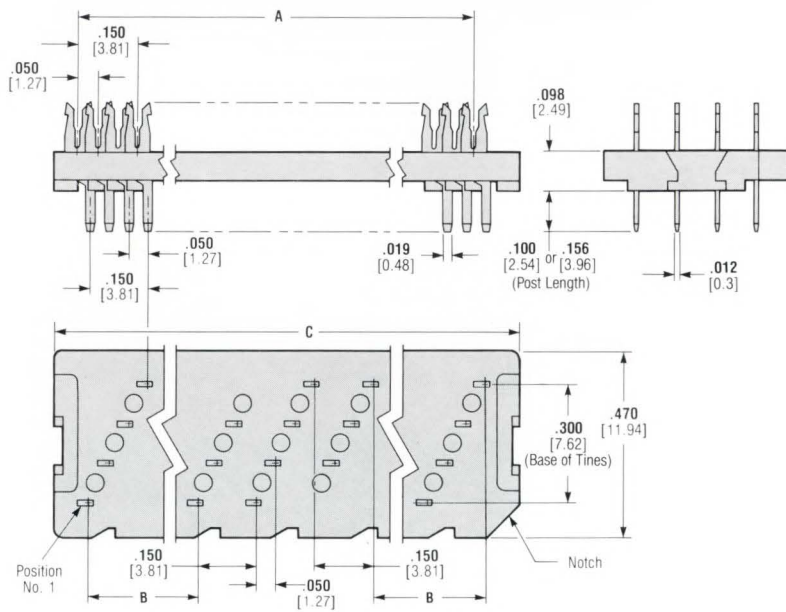 A
.150
[3.81]
.050
[1.27]
.098
[2.49]
.050
[1.27]
.019
[0.48]
.100 or .156
[2.54] [3.96]
(Post Length)
.012
[0.3]
.150
[3.81]
C
.300
[7.62]
(Base of Tines)
.470
[11.94]
Position
No. 1
.150
[3.81]
B
.050
[1.27]
.150
[3.81]
B
Notch